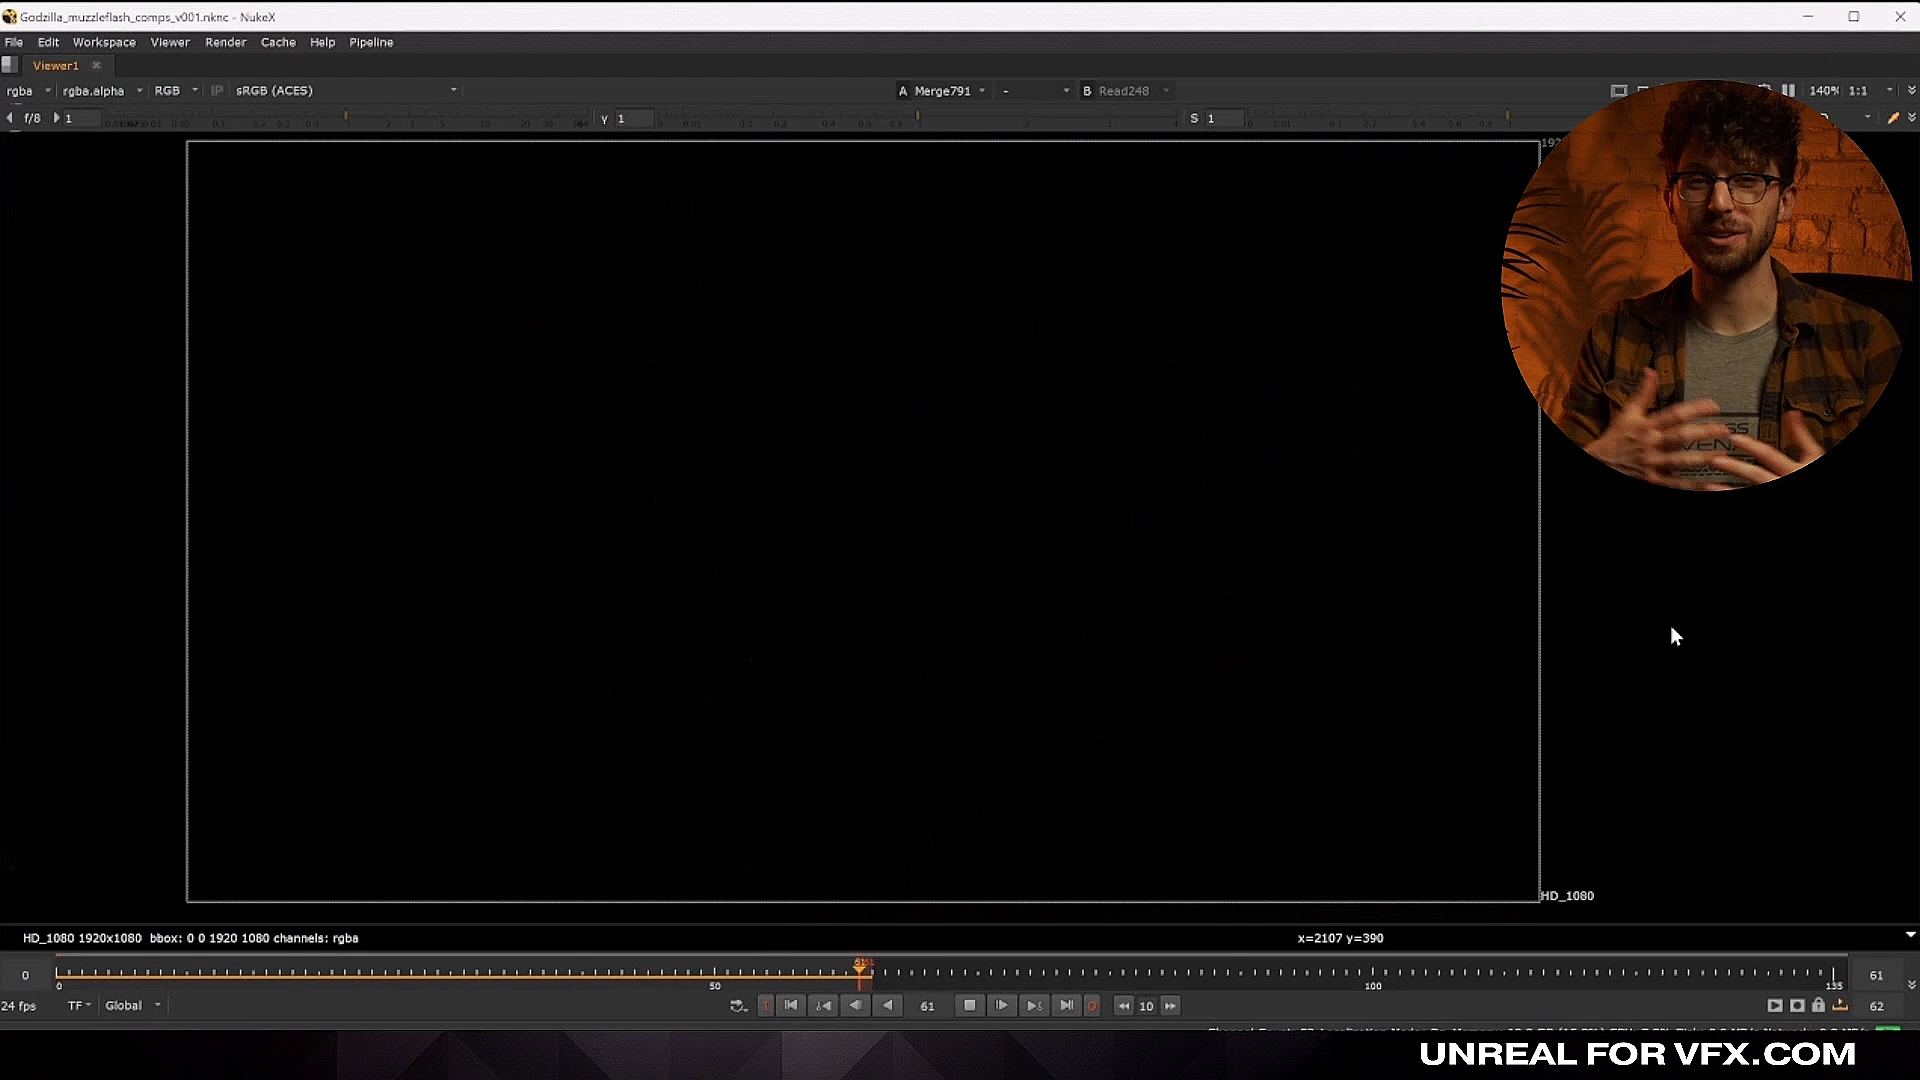 Godzilla_muzzleflash_comps_v001.nknc - NukeX
File Edit Workspace Viewer Render Cache Help Pipeline
Viewer1
rgba rgba.alpha RGB IP sRGB (ACES) A Merge791 - B Read248 140% 1:1
f/8 1 Y 1 S 1
HD_1080
HD_1080 1920x1080 bbox: 0 0 1920 1080 channels: rgba x=2107 y=390
0 0 50 100 135 61
24 fps TF Global 61 10 62
UNREAL FOR VFX.COM